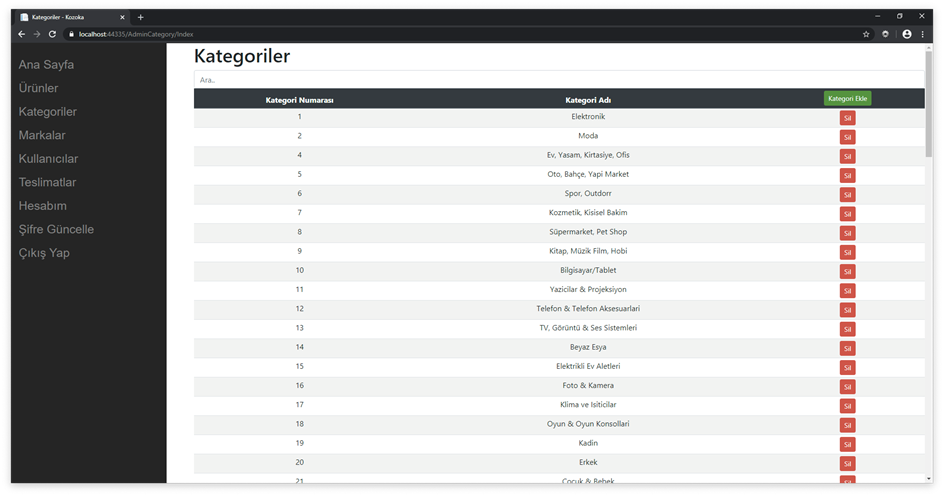 Kategoriler - Kozoka
localhost:44335/AdminCategory/Index
Ana Sayfa
Ürünler
Kategoriler
Markalar
Kullanıcılar
Teslimatlar
Hesabım
Şifre Güncelle
Çıkış Yap
Kategoriler
Ara..
Kategori Numarası Kategori Adı Kategori Ekle
1 Elektronik Sil
2 Moda Sil
4 Ev, Yasam, Kirtasiye, Ofis Sil
5 Oto, Bahçe, Yapi Market Sil
6 Spor, Outdorr Sil
7 Kozmetik, Kisisel Bakim Sil
8 Süpermarket, Pet Shop Sil
9 Kitap, Müzik Film, Hobi Sil
10 Bilgisayar/Tablet Sil
11 Yazicilar & Projeksiyon Sil
12 Telefon & Telefon Aksesuarlari Sil
13 TV, Görüntü & Ses Sistemleri Sil
14 Beyaz Esya Sil
15 Elektrikli Ev Aletleri Sil
16 Foto & Kamera Sil
17 Klima ve Isiticilar Sil
18 Oyun & Oyun Konsollari Sil
19 Kadin Sil
20 Erkek Sil
21 Çocuk & Bebek Sil